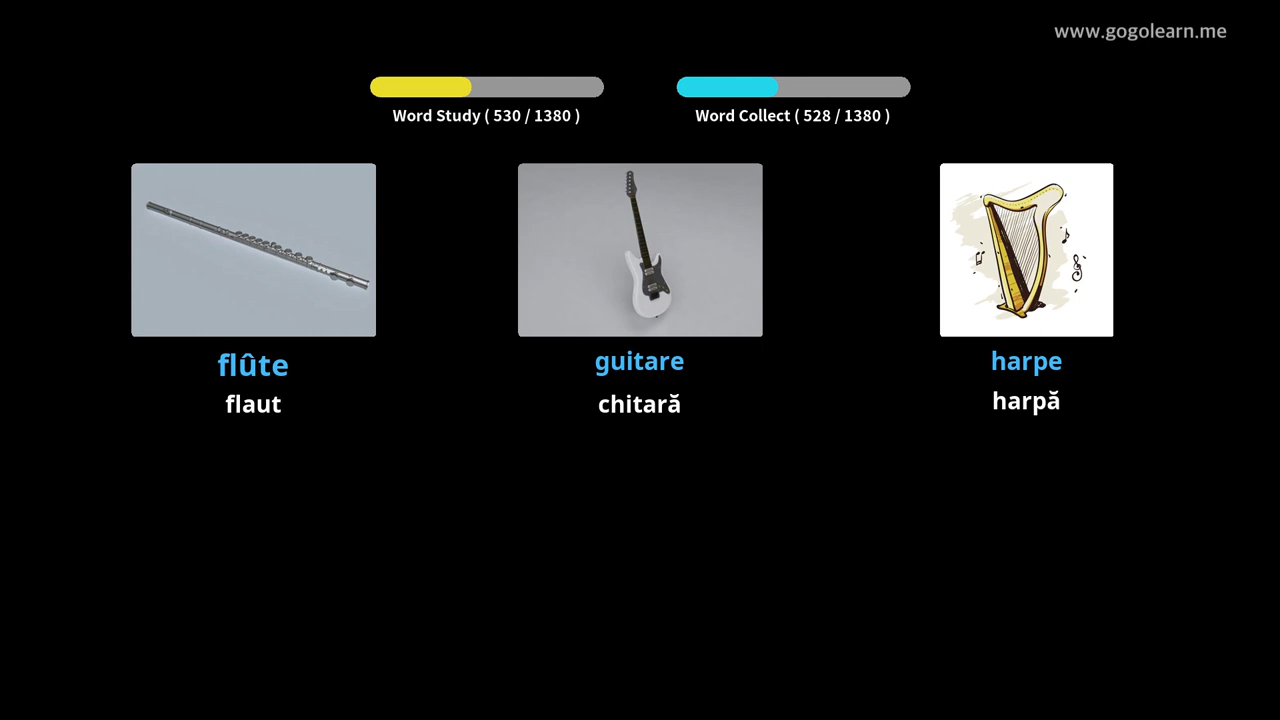 www.gogolearn.me
Word Study ( 530 / 1380 )
Word Collect ( 528 / 1380 )
flûte
flaut
guitare
chitară
harpe
harpă